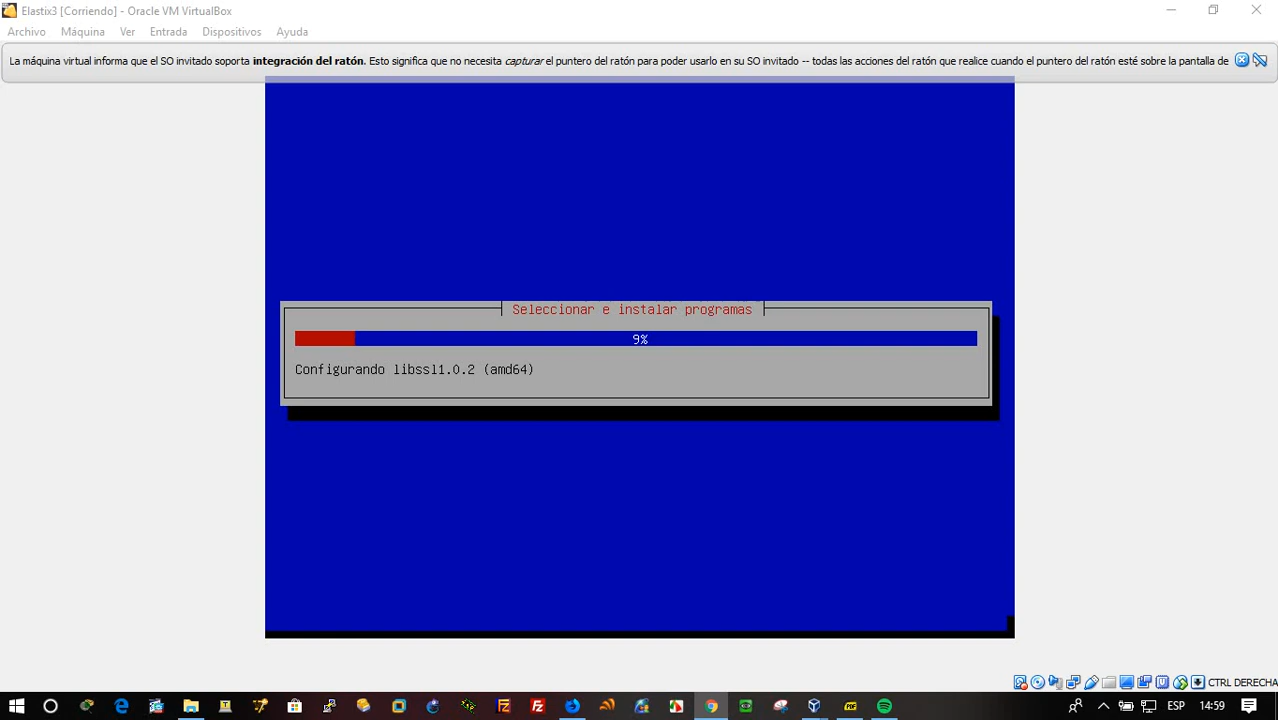 Elastix3 [Corriendo] - Oracle VM VirtualBox
Archivo Máquina Ver Entrada Dispositivos Ayuda
La máquina virtual informa que el SO invitado soporta integración del ratón. Esto significa que no necesita capturar el puntero del ratón para poder usarlo en su SO invitado -- todas las acciones del ratón que realice cuando el puntero del ratón esté sobre la pantalla de
Seleccionar e instalar programas
9%
Configurando libssl1.0.2 (amd64)
CTRL DERECHA
ESP 14:59